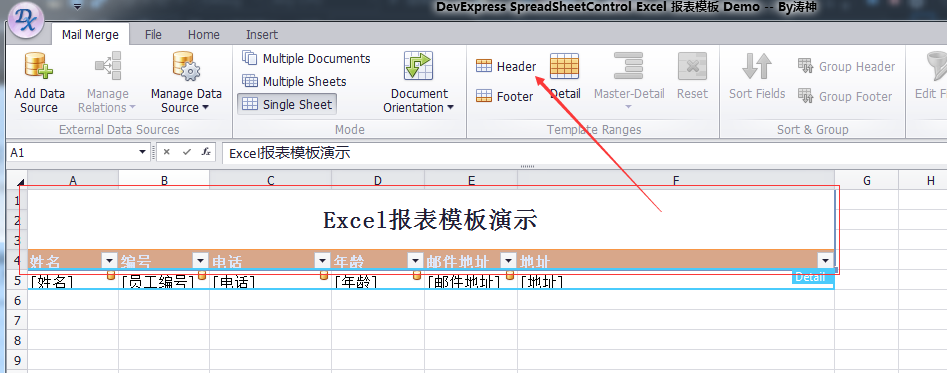 DevExpress SpreadSheetControl Excel 报表模板 Demo -- By涛神
DX
Mail Merge File Home Insert
Add Data Source
Manage Relations
Manage Data Source
External Data Sources
Multiple Documents
Multiple Sheets
Single Sheet
Document Orientation
Mode
Header
Footer
Detail
Master-Detail
Reset
Template Ranges
Sort Fields
Group Header
Group Footer
Sort & Group
Edit F
A1 fx Excel报表模板演示
A B C D E F G H
1
2 Excel报表模板演示
3
4 姓名 编号 电话 年龄 邮件地址 地址
Detail
5 [姓名] [员工编号] [电话] [年龄] [邮件地址] [地址]
6
7
8
9